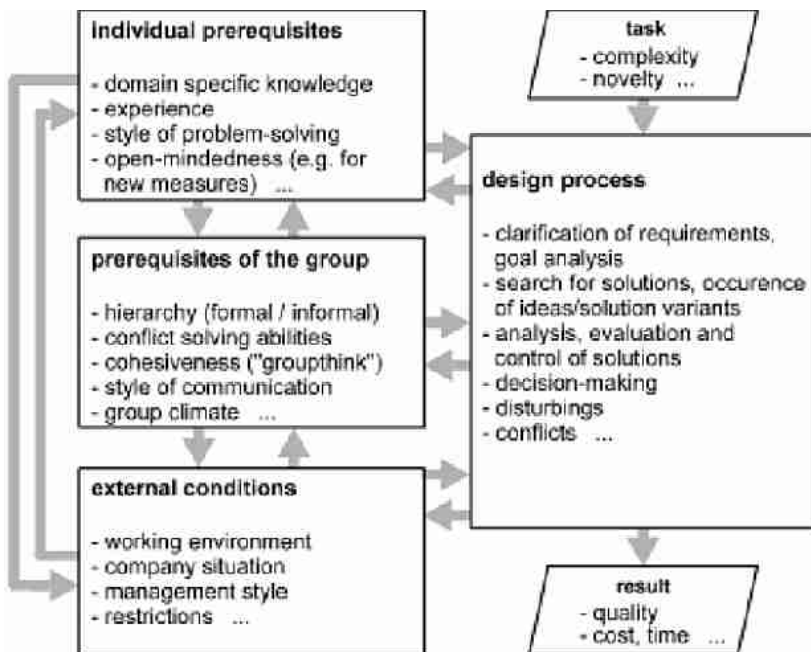 individual prerequisites
- domain specific knowledge
- experience
- style of problem-solving
- open-mindedness (e.g. for
new measures) ...
prerequisites of the group
- hierarchy (formal / informal)
- conflict solving abilities
- cohesiveness ("groupthink")
- style of communication
- group climate ...
external conditions
- working environment
- company situation
- management style
- restrictions ...
task
- complexity
- novelty ...
design process
- clarification of requirements,
goal analysis
- search for solutions, occurence
of ideas/solution variants
- analysis, evaluation and
control of solutions
- decision-making
- disturbings
- conflicts ...
result
- quality
- cost, time ...